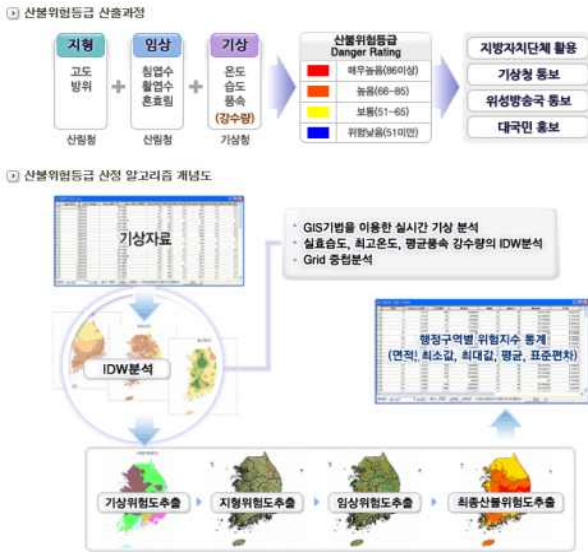 산불위험등급 산출과정
지형
고도
방위
산림청
+
임상
침엽수
활엽수
혼효림
산림청
+
기상
온도
습도
풍속
(강수량)
기상청
산불위험등급
Danger Rating
매우높음(86이상)
높음(66~85)
보통(51~65)
위험낮음(51미만)
지방자치단체 활용
기상청 통보
위성방송국 통보
대국민 홍보
산불위험등급 산정 알고리즘 개념도
기상자료
GIS기법을 이용한 실시간 기상 분석
실효습도, 최고온도, 평균풍속 강수량의 IDW분석
Grid 중첩분석
IDW분석
행정구역별 위험지수 통계
(면적, 최소값, 최대값, 평균, 표준편차)
기상위험도추출
지형위험도추출
임상위험도추출
최종산불위험도추출